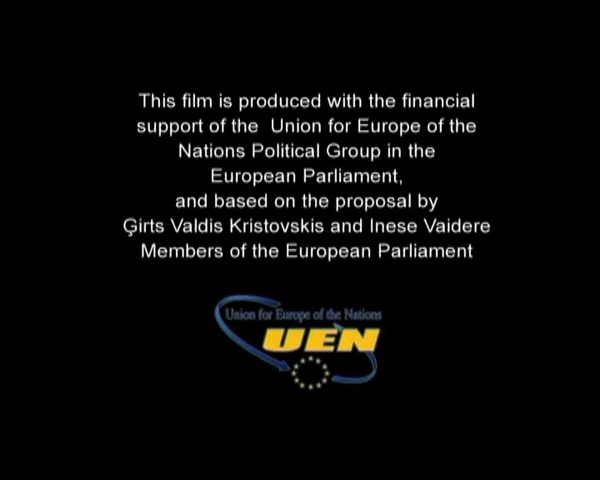 This film is produced with the financial
support of the Union for Europe of the
Nations Political Group in the
European Parliament,
and based on the proposal by
Ģirts Valdis Kristovskis and Inese Vaidere
Members of the European Parliament
Union for Europe of the Nations
UEN